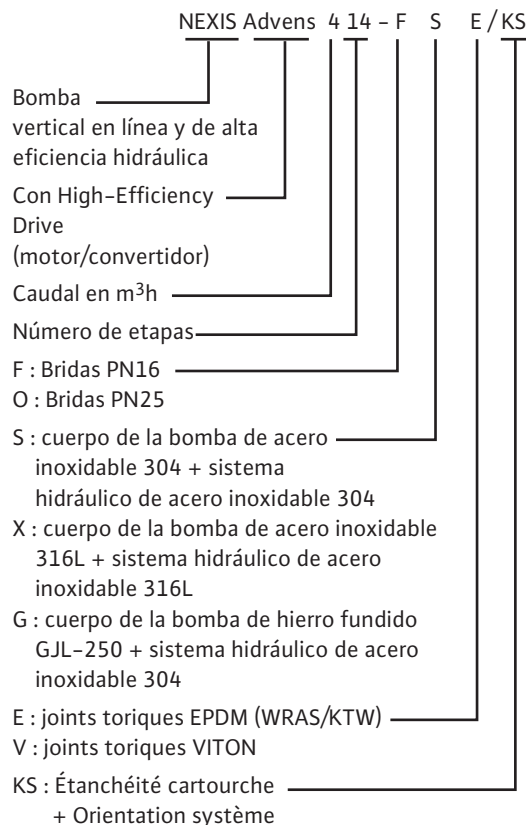 NEXIS Advens 4 14 - F S E / KS
Bomba
vertical en línea y de alta
eficiencia hidráulica
Con High-Efficiency
Drive
(motor/convertidor)
Caudal en m³h
Número de etapas
F : Bridas PN16
O : Bridas PN25
S : cuerpo de la bomba de acero
inoxidable 304 + sistema
hidráulico de acero inoxidable 304
X : cuerpo de la bomba de acero inoxidable
316L + sistema hidráulico de acero
inoxidable 316L
G : cuerpo de la bomba de hierro fundido
GJL-250 + sistema hidráulico de acero
inoxidable 304
E : joints toriques EPDM (WRAS/KTW)
V : joints toriques VITON
KS : Étanchéité cartourche
+ Orientation système